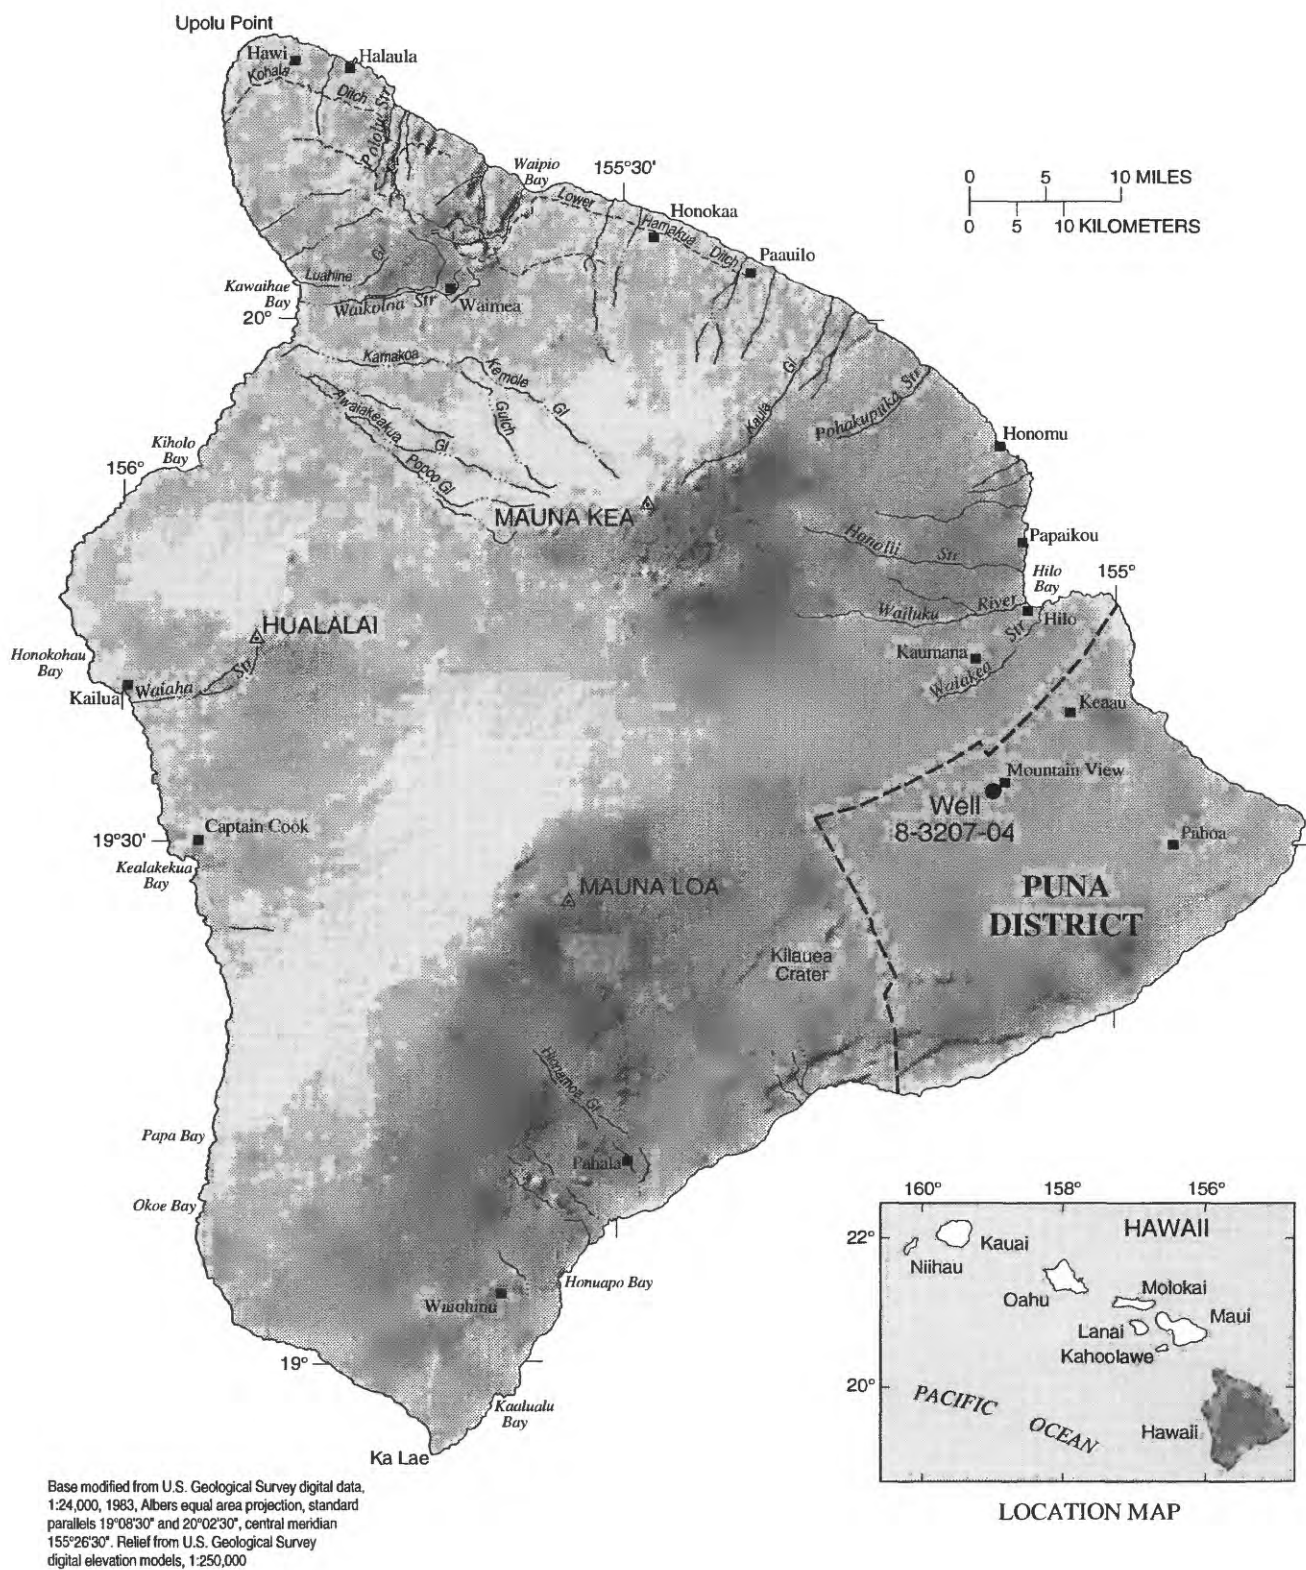 Upolu Point
Hawi
Halaula
Kohala
Ditch
Pololu Str
Waipio
Bay
155°30'
Lower
Hamakua
Ditch
Honokaa
Paauilo
0 5 10 MILES
0 5 10 KILOMETERS
Luahine
Gl
Kawaihae
Bay
Waikoloa Str
Waimea
20°
Kamakoa
Kemole
Gl
Gulch
Awaiakeakua
Gl
Popoo Gl
Kaula
Gl
Pohakupuka Str
Honomu
Kiholo
Bay
156°
MAUNA KEA
Honolii
Str
Papaikou
Hilo
Bay
155°
Wailuku
River
Hilo
HUALALAI
Kaumana
Waiakea
Str
Honokohau
Bay
Kailua
Waiaha
Str
Keaau
Mountain View
Well
8-3207-04
19°30'
Captain Cook
Kealakekua
Bay
Pahoa
MAUNA LOA
PUNA
DISTRICT
Kilauea
Crater
Hionamoa Gl
Papa Bay
Pahala
Okoe Bay
Honuapo Bay
Waiohinu
19°
Kaalualu
Bay
Ka Lae
160° 158° 156°
HAWAII
22°
Kauai
Niihau
Oahu
Molokai
Maui
Lanai
Kahoolawe
20°
PACIFIC
OCEAN
Hawaii
LOCATION MAP
Base modified from U.S. Geological Survey digital data,
1:24,000, 1983, Albers equal area projection, standard
parallels 19°08'30" and 20°02'30", central meridian
155°26'30". Relief from U.S. Geological Survey
digital elevation models, 1:250,000